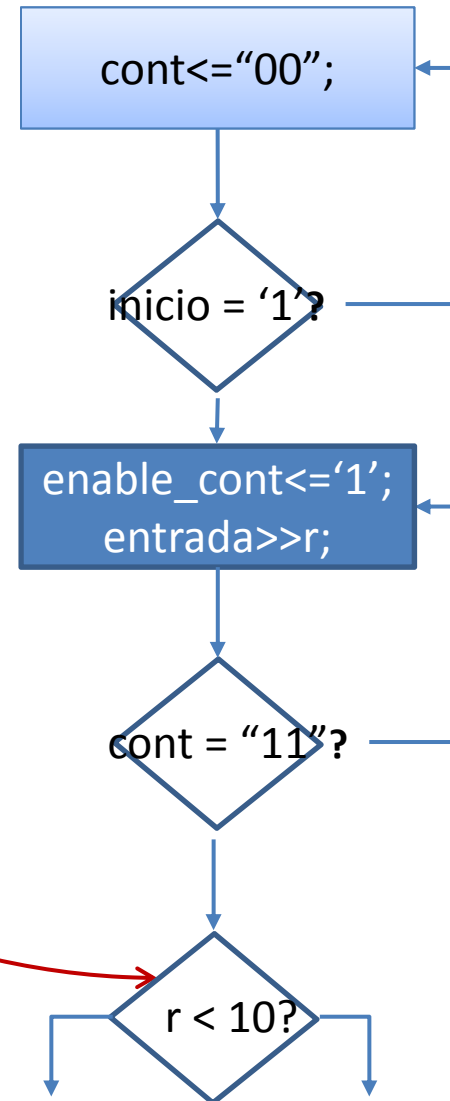 cont<=“00”;
inicio = ‘1’?
enable_cont<=‘1’;
entrada>>r;
cont = “11”?
r < 10?